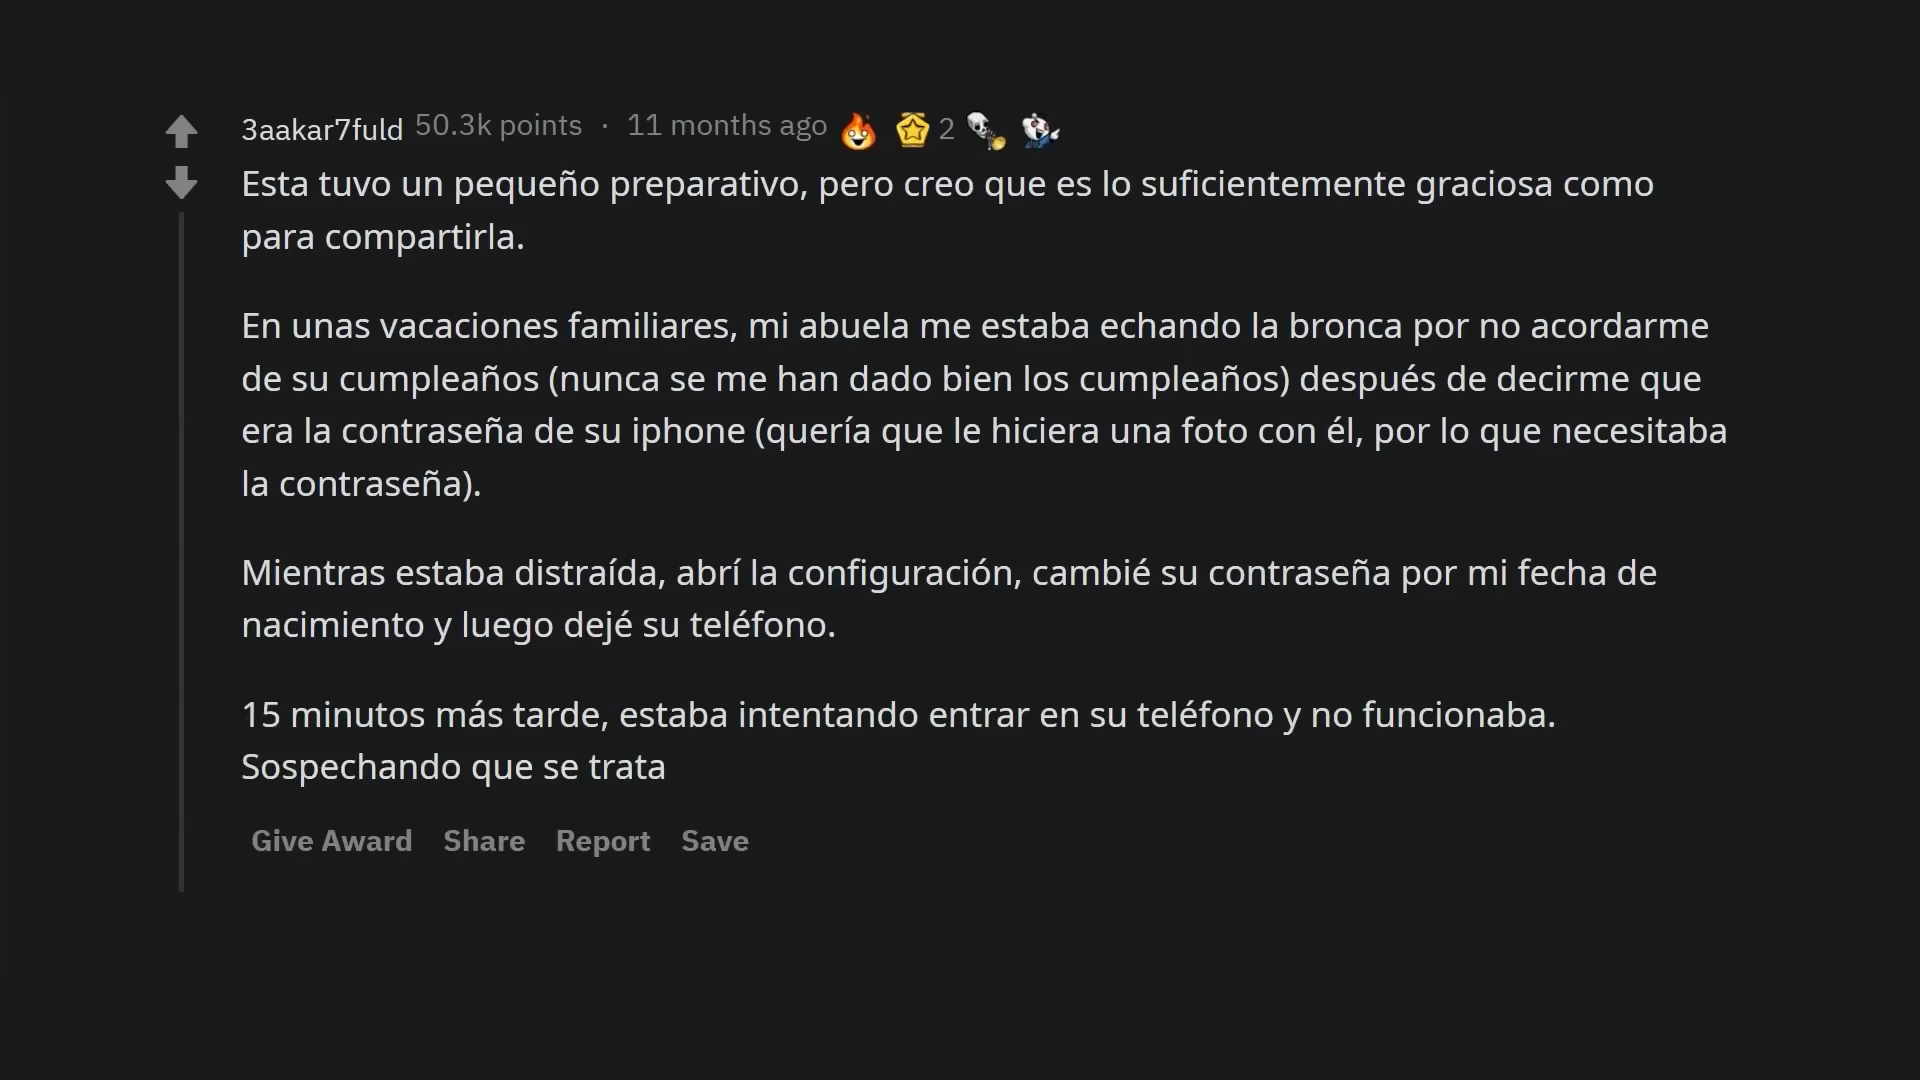 3aakar7fuld 50.3k points · 11 months ago 2
Esta tuvo un pequeño preparativo, pero creo que es lo suficientemente graciosa como
para compartirla.
En unas vacaciones familiares, mi abuela me estaba echando la bronca por no acordarme
de su cumpleaños (nunca se me han dado bien los cumpleaños) después de decirme que
era la contraseña de su iphone (quería que le hiciera una foto con él, por lo que necesitaba
la contraseña).
Mientras estaba distraída, abrí la configuración, cambié su contraseña por mi fecha de
nacimiento y luego dejé su teléfono.
15 minutos más tarde, estaba intentando entrar en su teléfono y no funcionaba.
Sospechando que se trata
Give Award Share Report Save